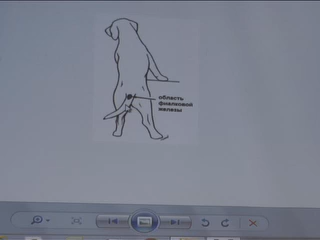 область
фиалковой
железы